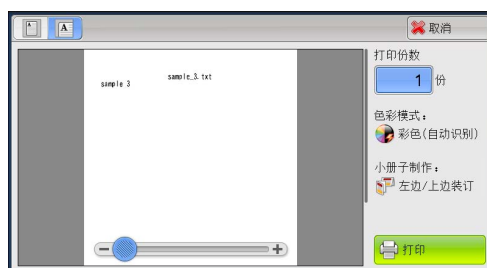 A
A
取消
sample_3.txt
sample 3
打印份数
1 份
色彩模式：
彩色(自动识别)
小册子制作：
左边/上边装订
打印